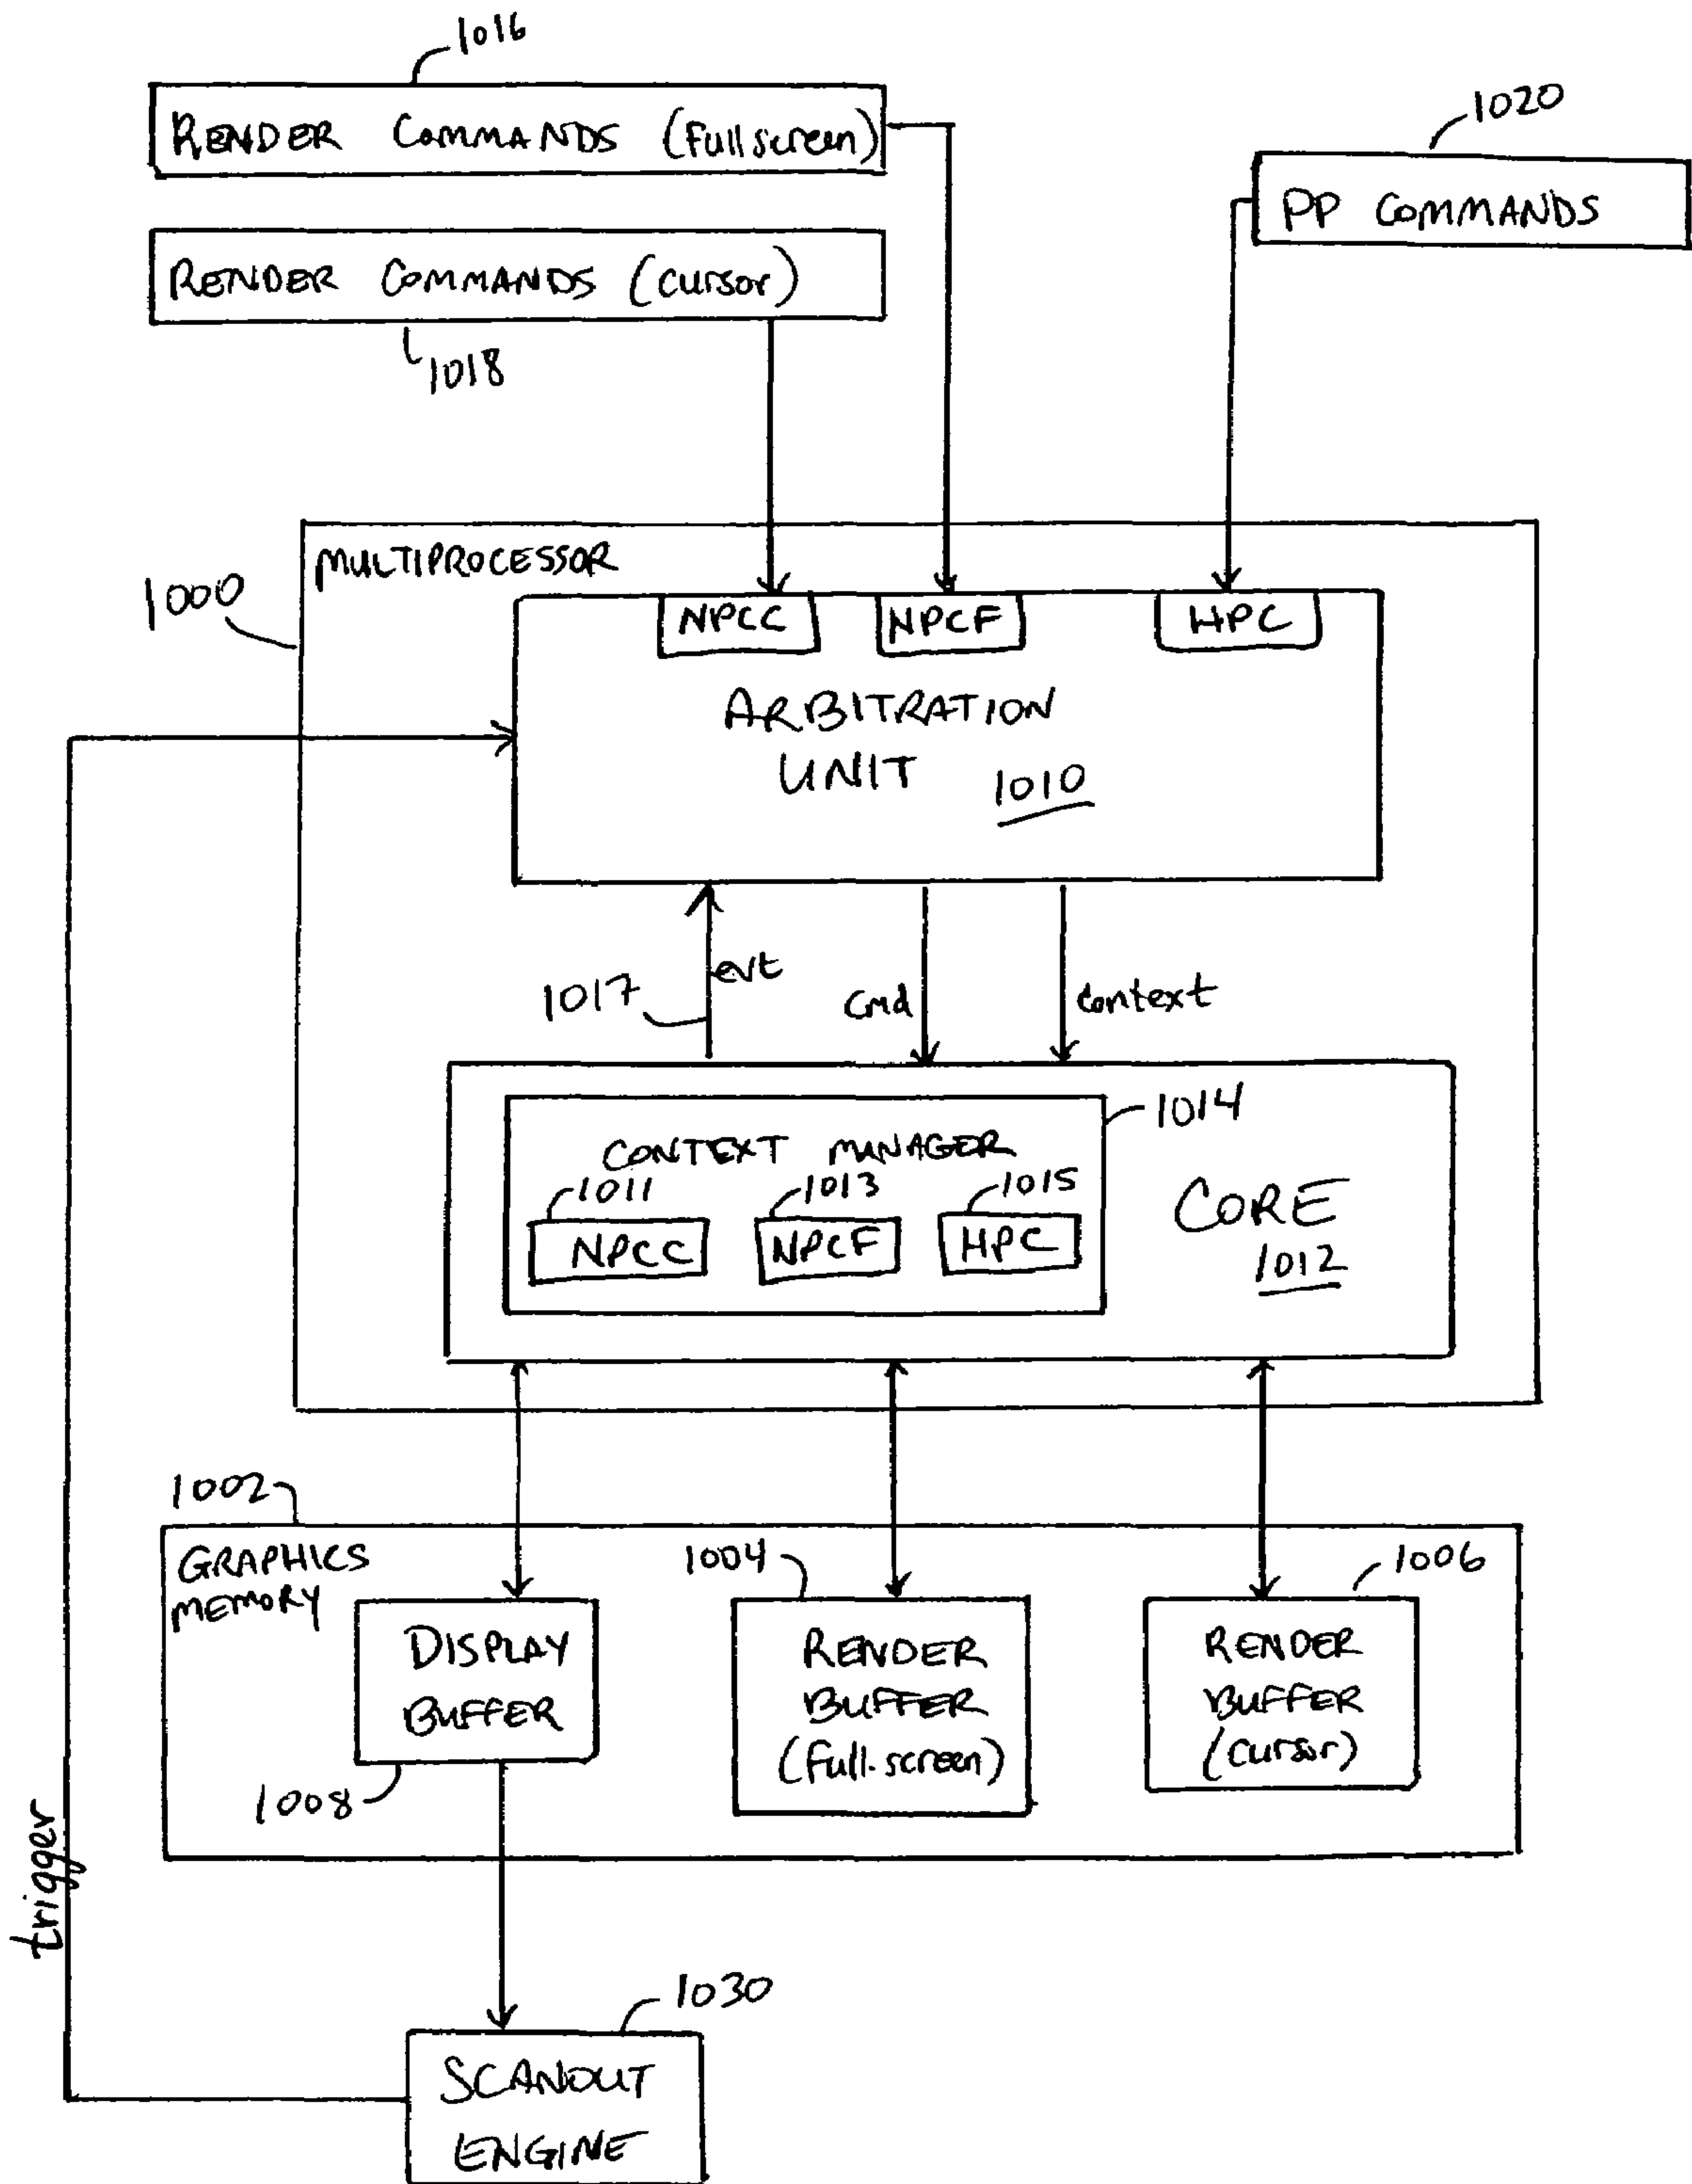 1016
RENDER COMMANDS (Fullscreen)
1020
PP COMMANDS
RENDER COMMANDS (cursor)
1018
MULTIPROCESSOR
1000
NPCC
NPCF
HPC
ARBITRATION
UNIT
1010
evt
1017
cmd
context
1014
CONTEXT MANAGER
1011
1013
1015
NPCC
NPCF
HPC
CORE
1012
1002
GRAPHICS
MEMORY
1004
1006
DISPLAY
BUFFER
1008
RENDER
BUFFER
(Full-screen)
RENDER
BUFFER
(cursor)
trigger
1030
SCANOUT
ENGINE